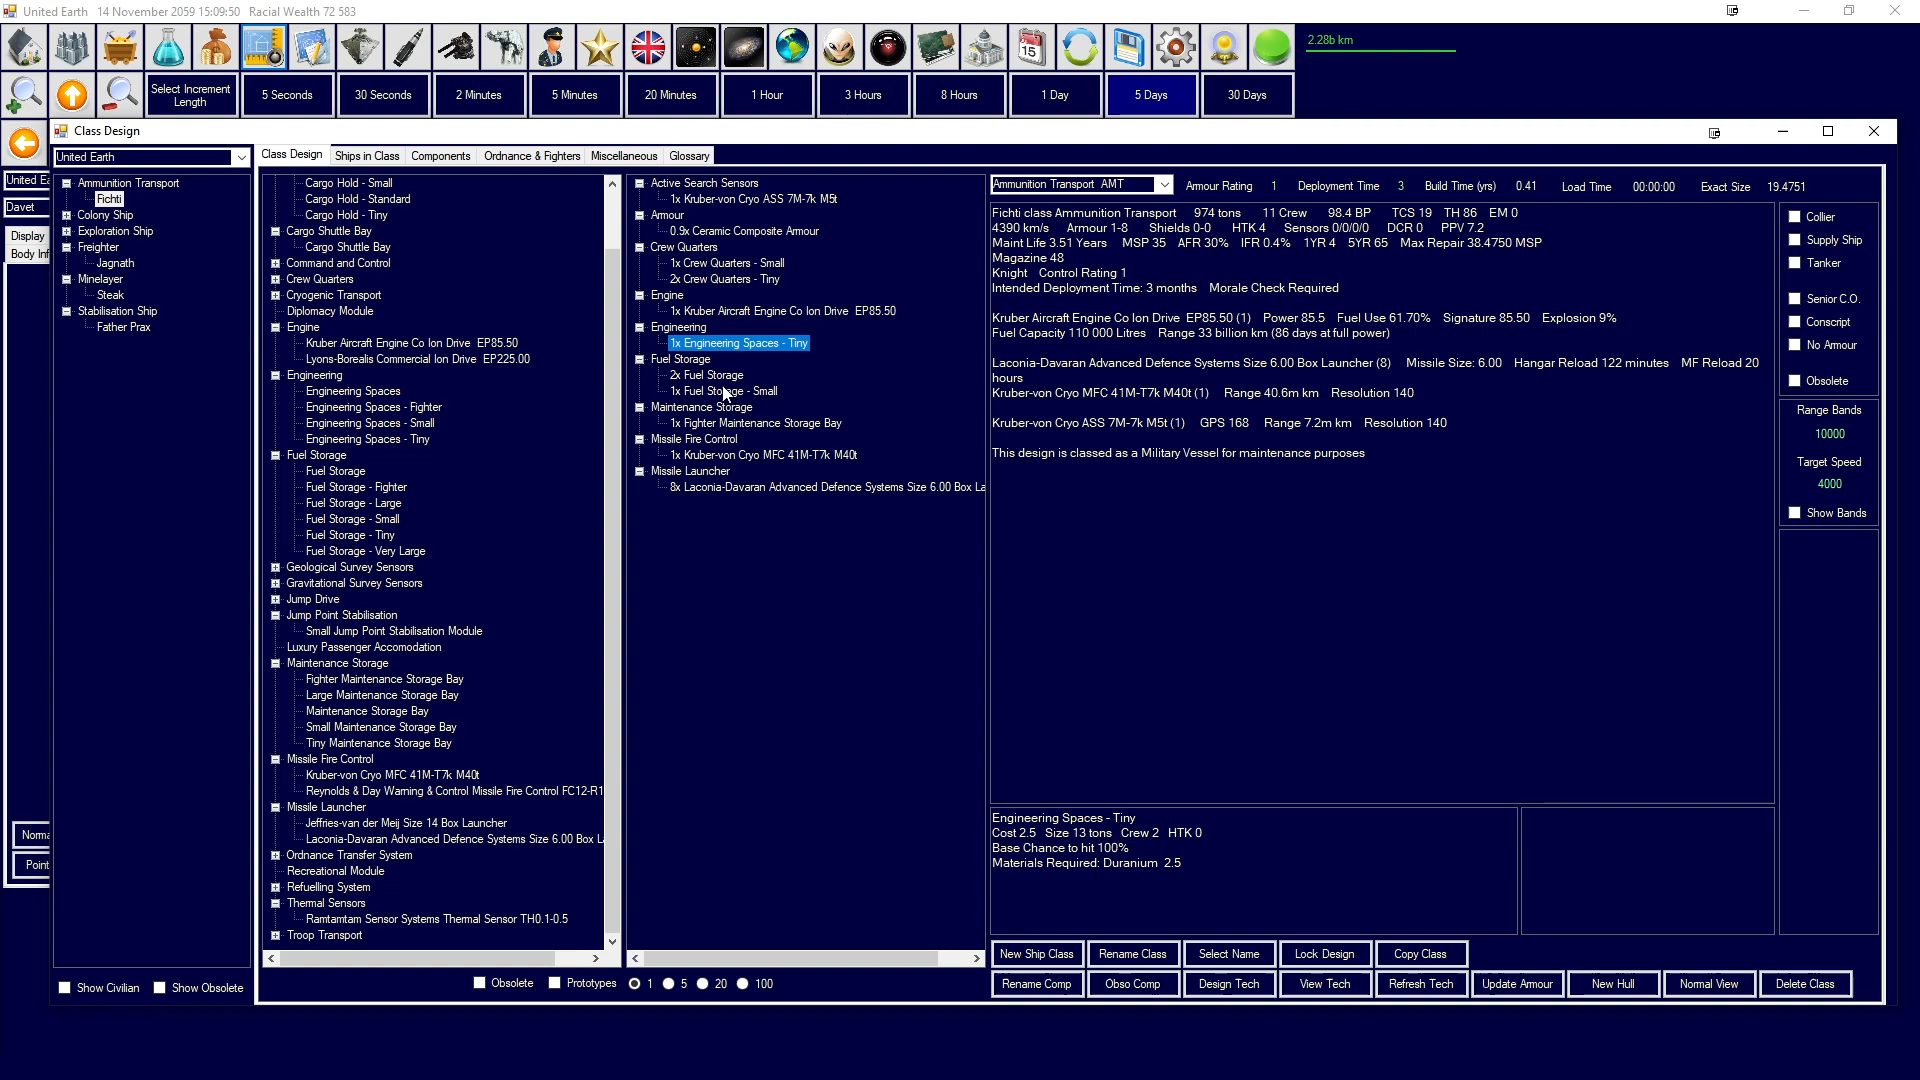 United Earth   14 November 2059 15:09:50   Racial Wealth 72 583
2.28b km
Select Increment Length
5 Seconds
30 Seconds
2 Minutes
5 Minutes
20 Minutes
1 Hour
3 Hours
8 Hours
1 Day
5 Days
30 Days
Class Design
United Ea
Davet
Display
Body Inf
Norma
Point
United Earth
Ammunition Transport
Fichti
Colony Ship
Exploration Ship
Freighter
Jagnath
Minelayer
Steak
Stabilisation Ship
Father Prax
Show Civilian
Show Obsolete
Class Design
Ships in Class
Components
Ordnance & Fighters
Miscellaneous
Glossary
Cargo Hold - Small
Cargo Hold - Standard
Cargo Hold - Tiny
Cargo Shuttle Bay
Cargo Shuttle Bay
Command and Control
Crew Quarters
Cryogenic Transport
Diplomacy Module
Engine
Kruber Aircraft Engine Co Ion Drive  EP85.50
Lyons-Borealis Commercial Ion Drive  EP225.00
Engineering
Engineering Spaces
Engineering Spaces - Fighter
Engineering Spaces - Small
Engineering Spaces - Tiny
Fuel Storage
Fuel Storage
Fuel Storage - Fighter
Fuel Storage - Large
Fuel Storage - Small
Fuel Storage - Tiny
Fuel Storage - Very Large
Geological Survey Sensors
Gravitational Survey Sensors
Jump Drive
Jump Point Stabilisation
Small Jump Point Stabilisation Module
Luxury Passenger Accomodation
Maintenance Storage
Fighter Maintenance Storage Bay
Large Maintenance Storage Bay
Maintenance Storage Bay
Small Maintenance Storage Bay
Tiny Maintenance Storage Bay
Missile Fire Control
Kruber-von Cryo MFC 41M-T7k M40t
Reynolds & Day Warning & Control Missile Fire Control FC12-R1
Missile Launcher
Jeffries-van der Meij Size 14 Box Launcher
Laconia-Davaran Advanced Defence Systems Size 6.00 Box L
Ordnance Transfer System
Recreational Module
Refuelling System
Thermal Sensors
Ramtamtam Sensor Systems Thermal Sensor TH0.1-0.5
Troop Transport
Obsolete
Prototypes
1
5
20
100
Active Search Sensors
1x Kruber-von Cryo ASS 7M-7k M5t
Armour
0.9x Ceramic Composite Armour
Crew Quarters
1x Crew Quarters - Small
2x Crew Quarters - Tiny
Engine
1x Kruber Aircraft Engine Co Ion Drive  EP85.50
Engineering
1x Engineering Spaces - Tiny
Fuel Storage
2x Fuel Storage
1x Fuel Storage - Small
Maintenance Storage
1x Fighter Maintenance Storage Bay
Missile Fire Control
1x Kruber-von Cryo MFC 41M-T7k M40t
Missile Launcher
8x Laconia-Davaran Advanced Defence Systems Size 6.00 Box La
Ammunition Transport  AMT
Armour Rating   1   Deployment Time   3   Build Time (yrs)   0.41   Load Time   00:00:00   Exact Size   19.4751
Fichti class Ammunition Transport   974 tons   11 Crew   98.4 BP   TCS 19   TH 86   EM 0
4390 km/s   Armour 1-8   Shields 0-0   HTK 4   Sensors 0/0/0/0   DCR 0   PPV 7.2
Maint Life 3.51 Years   MSP 35   AFR 30%   IFR 0.4%   1YR 4   5YR 65   Max Repair 38.4750 MSP
Magazine 48
Knight   Control Rating 1
Intended Deployment Time: 3 months   Morale Check Required
Kruber Aircraft Engine Co Ion Drive  EP85.50 (1)   Power 85.5   Fuel Use 61.70%   Signature 85.50   Explosion 9%
Fuel Capacity 110 000 Litres   Range 33 billion km (86 days at full power)
Laconia-Davaran Advanced Defence Systems Size 6.00 Box Launcher (8)   Missile Size: 6.00   Hangar Reload 122 minutes   MF Reload 20
hours
Kruber-von Cryo MFC 41M-T7k M40t (1)   Range 40.6m km   Resolution 140
Kruber-von Cryo ASS 7M-7k M5t (1)   GPS 168   Range 7.2m km   Resolution 140
This design is classed as a Military Vessel for maintenance purposes
Collier
Supply Ship
Tanker
Senior C.O.
Conscript
No Armour
Obsolete
Range Bands
10000
Target Speed
4000
Show Bands
Engineering Spaces - Tiny
Cost 2.5   Size 13 tons   Crew 2   HTK 0
Base Chance to hit 100%
Materials Required: Duranium  2.5
New Ship Class
Rename Class
Select Name
Lock Design
Copy Class
Rename Comp
Obso Comp
Design Tech
View Tech
Refresh Tech
Update Armour
New Hull
Normal View
Delete Class